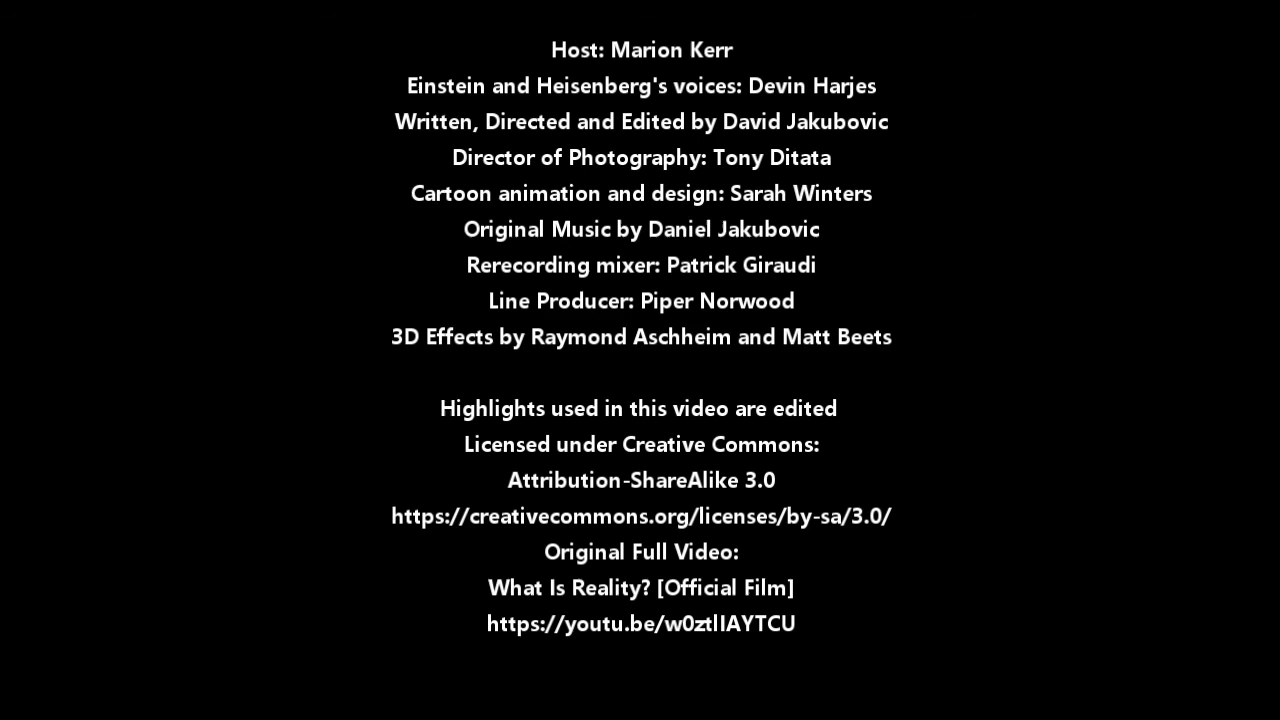 Host: Marion Kerr
Einstein and Heisenberg's voices: Devin Harjes
Written, Directed and Edited by David Jakubovic
Director of Photography: Tony Ditata
Cartoon animation and design: Sarah Winters
Original Music by Daniel Jakubovic
Rerecording mixer: Patrick Giraudi
Line Producer: Piper Norwood
3D Effects by Raymond Aschheim and Matt Beets
Highlights used in this video are edited
Licensed under Creative Commons:
Attribution-ShareAlike 3.0
https://creativecommons.org/licenses/by-sa/3.0/
Original Full Video:
What Is Reality? [Official Film]
https://youtu.be/w0ztlIAYTCU